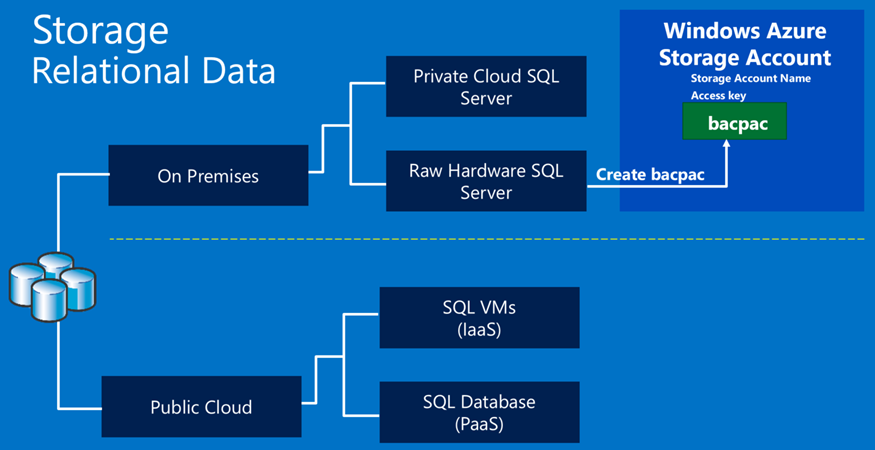 Storage
Relational Data
Windows Azure
Storage Account
Storage Account Name
Access key
bacpac
Private Cloud SQL
Server
On Premises
Raw Hardware SQL
Server
Create bacpac
SQL VMs
(IaaS)
Public Cloud
SQL Database
(PaaS)